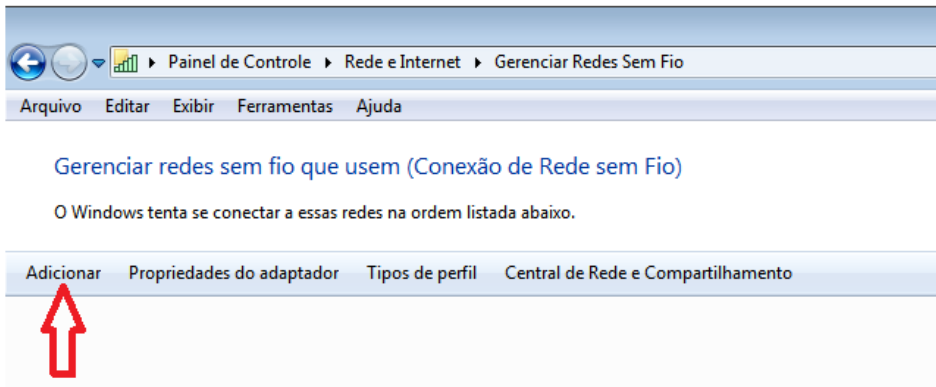 Painel de Controle Rede e Internet Gerenciar Redes Sem Fio
Arquivo Editar Exibir Ferramentas Ajuda
Gerenciar redes sem fio que usem (Conexão de Rede sem Fio)
O Windows tenta se conectar a essas redes na ordem listada abaixo.
Adicionar Propriedades do adaptador Tipos de perfil Central de Rede e Compartilhamento